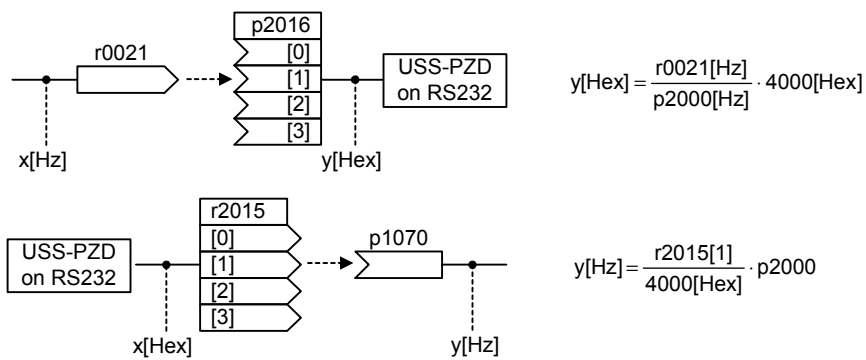 p2016
r0021
[0]
[1]
[2]
[3]
USS-PZD
on RS232
x[Hz]
y[Hex]
y[Hex] = r0021[Hz] / p2000[Hz] · 4000[Hex]
r2015
[0]
[1]
[2]
[3]
USS-PZD
on RS232
p1070
x[Hex]
y[Hz]
y[Hz] = r2015[1] / 4000[Hex] · p2000